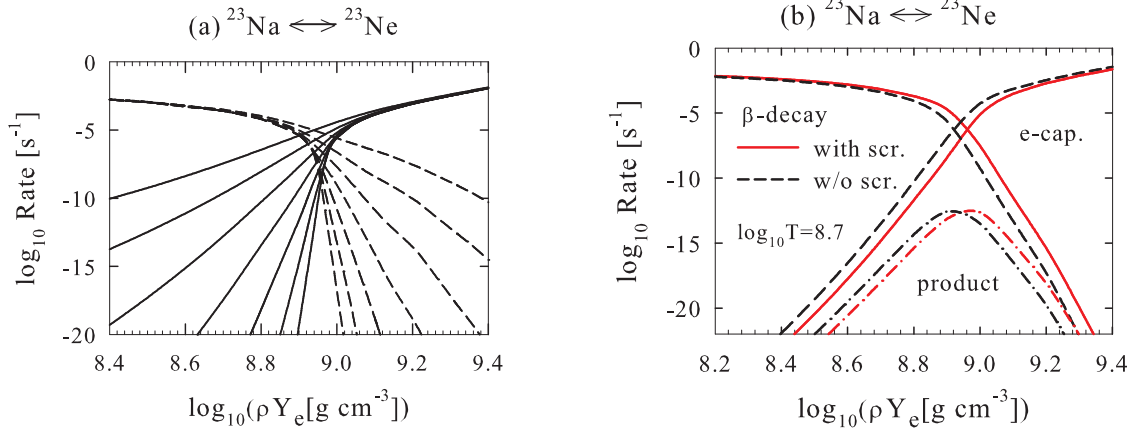 (a) ²³Na ⟷ ²³Ne
0
-5
-10
-15
-20
log₁₀ Rate [s⁻¹]
8.4 8.6 8.8 9.0 9.2 9.4
log₁₀(ρYₑ[g cm⁻³])
(b) ²³Na ⟷ ²³Ne
0
-5
-10
-15
-20
log₁₀ Rate [s⁻¹]
β-decay
with scr.
w/o scr.
e-cap.
log₁₀T=8.7
product
8.2 8.4 8.6 8.8 9.0 9.2 9.4
log₁₀(ρYₑ[g cm⁻³])